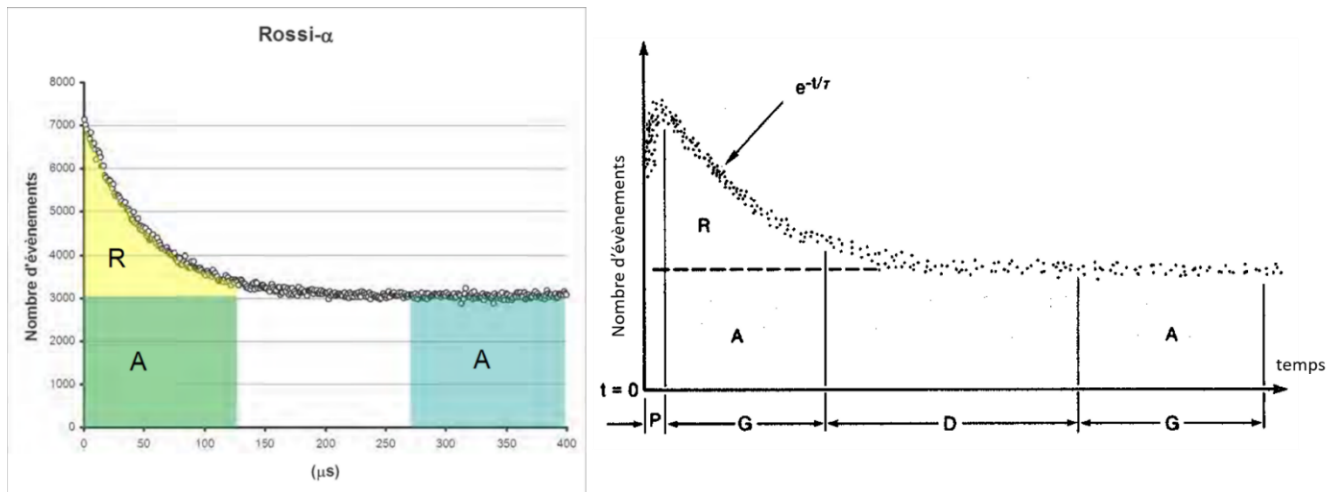 Rossi-α
Nombre d'évènements
8000
7000
6000
5000
4000
3000
2000
1000
0
R
A
A
0 50 100 150 200 250 300 350 400
(µs)
Nombre d'évènements
e-t/τ
R
A
A
temps
t = 0
P G D G